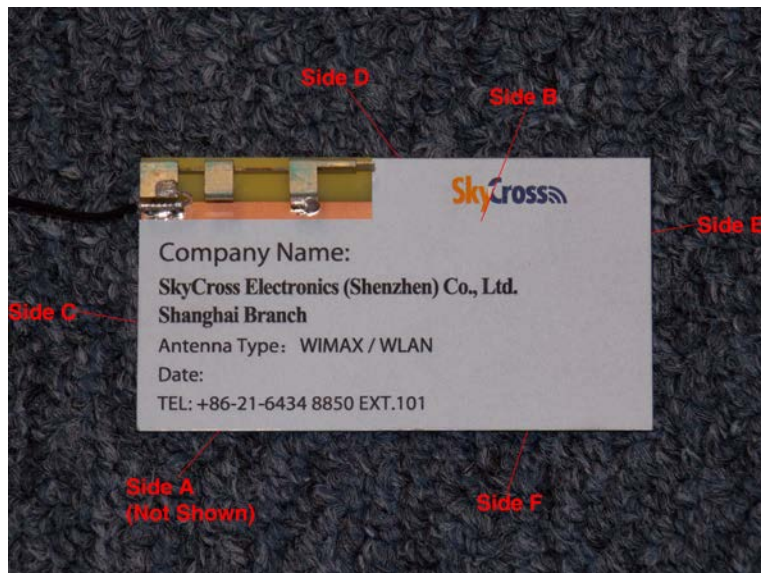 Side D
Side B
SkyCross
Side E
Company Name:
SkyCross Electronics (Shenzhen) Co., Ltd.
Side C
Shanghai Branch
Antenna Type: WIMAX / WLAN
Date:
TEL: +86-21-6434 8850 EXT.101
Side A
(Not Shown)
Side F